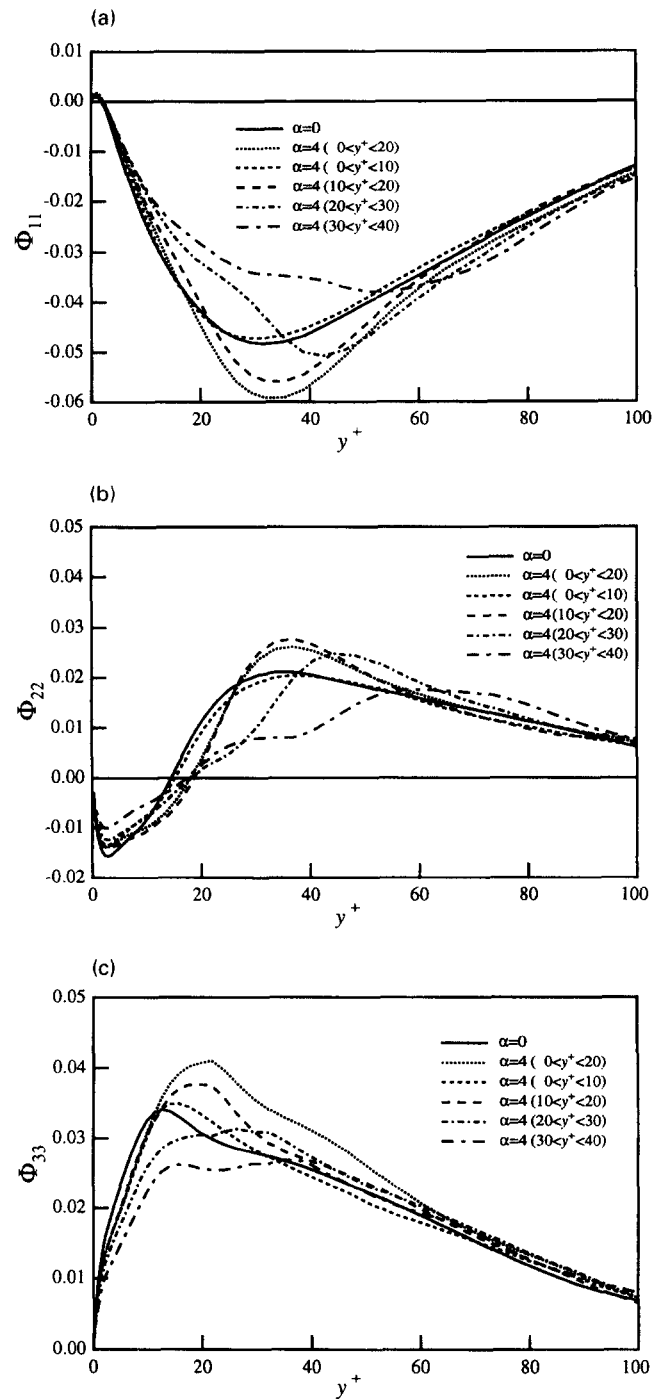 (a)
0.01
0.00
-0.01
-0.02
-0.03
-0.04
-0.05
-0.06
Φ11
α=0
α=4 ( 0<y+<20)
α=4 ( 0<y+<10)
α=4 (10<y+<20)
α=4 (20<y+<30)
α=4 (30<y+<40)
0 20 40 60 80 100
y+
(b)
0.05
0.04
0.03
0.02
0.01
0.00
-0.01
-0.02
Φ22
α=0
α=4( 0<y+<20)
α=4( 0<y+<10)
α=4(10<y+<20)
α=4(20<y+<30)
α=4(30<y+<40)
0 20 40 60 80 100
y+
(c)
0.05
0.04
0.03
0.02
0.01
0.00
Φ33
α=0
α=4 ( 0<y+<20)
α=4 ( 0<y+<10)
α=4 (10<y+<20)
α=4 (20<y+<30)
α=4 (30<y+<40)
0 20 40 60 80 100
y+